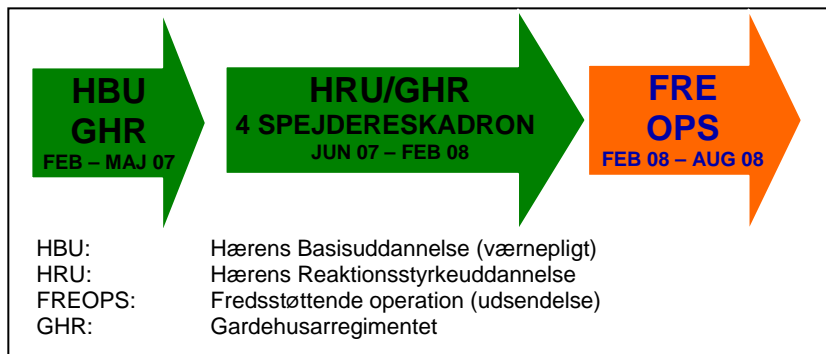 HBU
GHR
FEB – MAJ 07
HRU/GHR
4 SPEJDERESKADRON
JUN 07 – FEB 08
FRE
OPS
FEB 08 – AUG 08
HBU: Hærens Basisuddannelse (værnepligt)
HRU: Hærens Reaktionsstyrkeuddannelse
FREOPS: Fredsstøttende operation (udsendelse)
GHR: Gardehusarregimentet